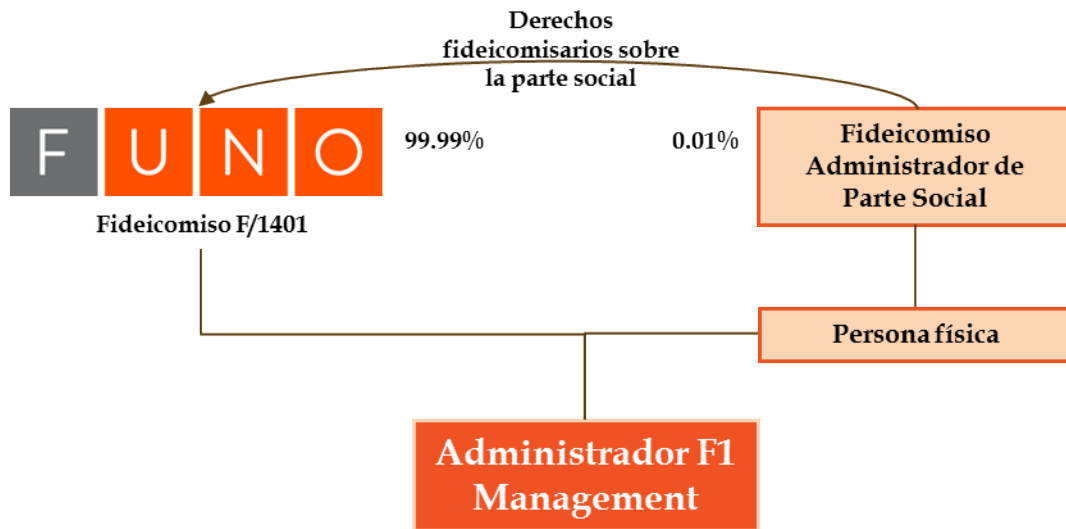 Derechos
fideicomisarios sobre
la parte social
FUNO
99.99%
0.01%
Fideicomiso
Administrador de
Parte Social
Fideicomiso F/1401
Persona física
Administrador F1
Management